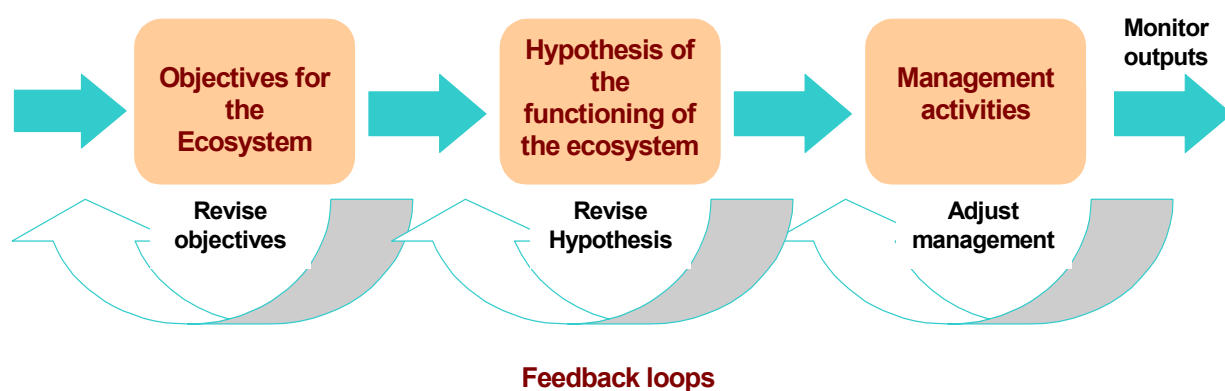 Objectives for
the
Ecosystem
Hypothesis of
the
functioning of
the ecosystem
Management
activities
Monitor
outputs
Revise
objectives
Revise
Hypothesis
Adjust
management
Feedback loops